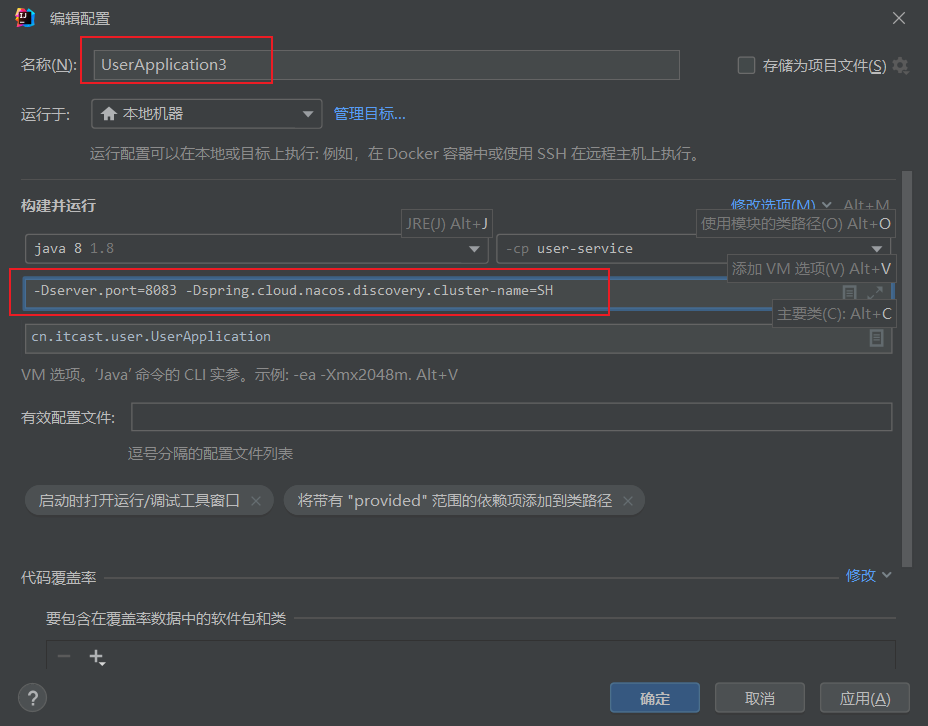 编辑配置
名称(N): UserApplication3 存储为项目文件(S)
运行于: 本地机器 管理目标...
运行配置可以在本地或目标上执行: 例如，在 Docker 容器中或使用 SSH 在远程主机上执行。
构建并运行 修改选项(M) Alt+M
JRE(J) Alt+J 使用模块的类路径(O) Alt+O
java 8 1.8 -cp user-service
添加 VM 选项(V) Alt+V
-Dserver.port=8083 -Dspring.cloud.nacos.discovery.cluster-name=SH
主要类(C): Alt+C
cn.itcast.user.UserApplication
VM 选项。‘Java’ 命令的 CLI 实参。示例: -ea -Xmx2048m. Alt+V
有效配置文件:
逗号分隔的配置文件列表
启动时打开运行/调试工具窗口 将带有 "provided" 范围的依赖项添加到类路径
代码覆盖率 修改
要包含在覆盖率数据中的软件包和类
? 确定 取消 应用(A)